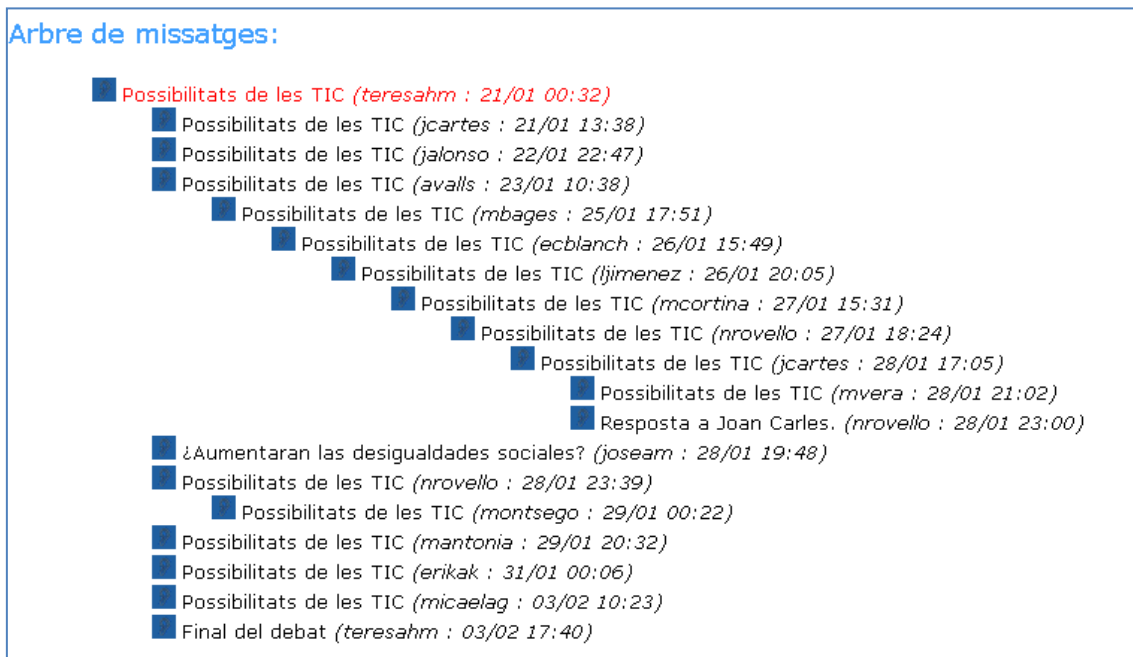 Arbre de missatges:
Possibilitats de les TIC (teresahm : 21/01 00:32)
Possibilitats de les TIC (jcartes : 21/01 13:38)
Possibilitats de les TIC (jalonso : 22/01 22:47)
Possibilitats de les TIC (avalls : 23/01 10:38)
Possibilitats de les TIC (mbages : 25/01 17:51)
Possibilitats de les TIC (ecblanch : 26/01 15:49)
Possibilitats de les TIC (ljimenez : 26/01 20:05)
Possibilitats de les TIC (mcortina : 27/01 15:31)
Possibilitats de les TIC (nrovello : 27/01 18:24)
Possibilitats de les TIC (jcartes : 28/01 17:05)
Possibilitats de les TIC (mvera : 28/01 21:02)
Resposta a Joan Carles. (nrovello : 28/01 23:00)
¿Aumentaran las desigualdades sociales? (joseam : 28/01 19:48)
Possibilitats de les TIC (nrovello : 28/01 23:39)
Possibilitats de les TIC (montsego : 29/01 00:22)
Possibilitats de les TIC (mantonia : 29/01 20:32)
Possibilitats de les TIC (erikak : 31/01 00:06)
Possibilitats de les TIC (micaelag : 03/02 10:23)
Final del debat (teresahm : 03/02 17:40)